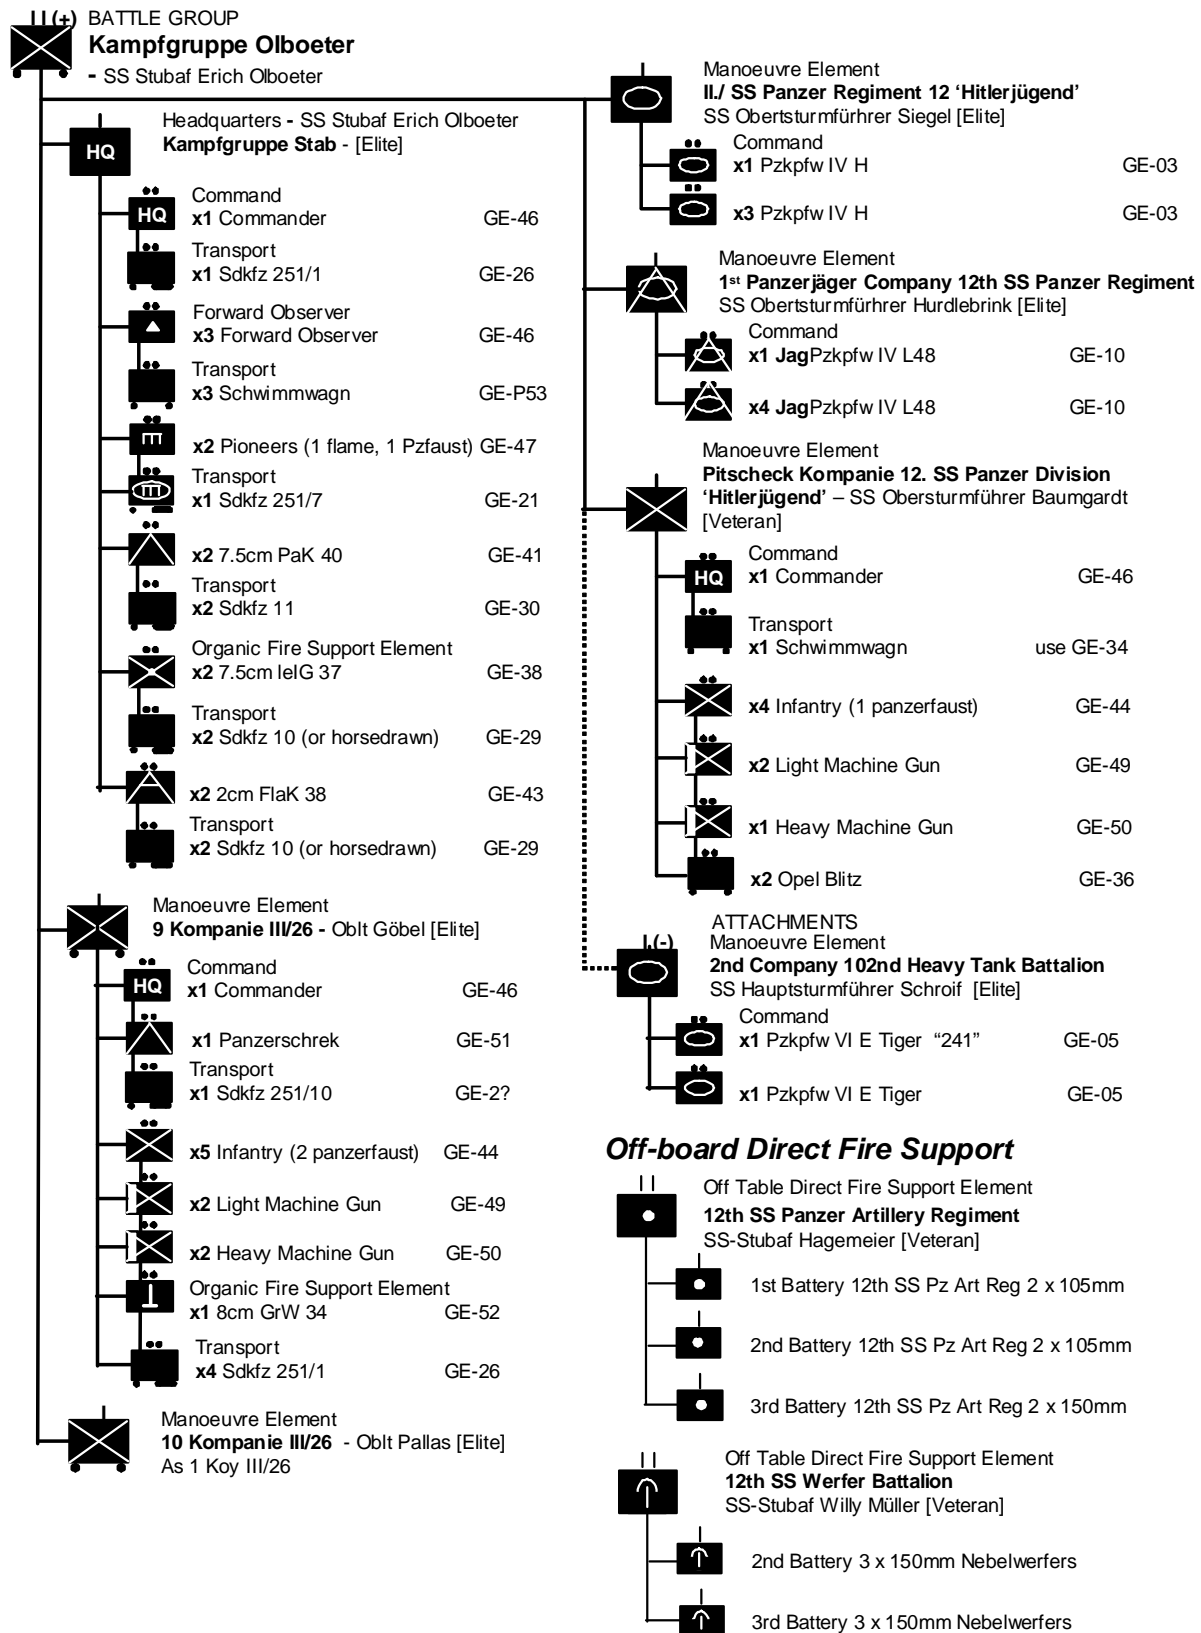 I I (+) BATTLE GROUP
Kampfgruppe Olboeter
- SS Stubaf Erich Olboeter
Headquarters - SS Stubaf Erich Olboeter
HQ Kampfgruppe Stab - [Elite]
Command
HQ x1 Commander GE-46
Transport
x1 Sdkfz 251/1 GE-26
Forward Observer
x3 Forward Observer GE-46
Transport
x3 Schwimmwagn GE-P53
x2 Pioneers (1 flame, 1 Pzfaust) GE-47
Transport
x1 Sdkfz 251/7 GE-21
x2 7.5cm PaK 40 GE-41
Transport
x2 Sdkfz 11 GE-30
Organic Fire Support Element
x2 7.5cm leIG 37 GE-38
Transport
x2 Sdkfz 10 (or horsedrawn) GE-29
x2 2cm FlaK 38 GE-43
Transport
x2 Sdkfz 10 (or horsedrawn) GE-29
Manoeuvre Element
9 Kompanie III/26 - Oblt Göbel [Elite]
Command
HQ x1 Commander GE-46
x1 Panzerschrek GE-51
Transport
x1 Sdkfz 251/10 GE-2?
x5 Infantry (2 panzerfaust) GE-44
x2 Light Machine Gun GE-49
x2 Heavy Machine Gun GE-50
Organic Fire Support Element
x1 8cm GrW 34 GE-52
Transport
x4 Sdkfz 251/1 GE-26
Manoeuvre Element
10 Kompanie III/26 - Oblt Pallas [Elite]
As 1 Koy III/26
Manoeuvre Element
II./ SS Panzer Regiment 12 ‘Hitlerjügend’
SS Obertsturmfürhrer Siegel [Elite]
Command
x1 Pzkpfw IV H GE-03
x3 Pzkpfw IV H GE-03
Manoeuvre Element
1st Panzerjäger Company 12th SS Panzer Regiment
SS Obertsturmfürhrer Hurdlebrink [Elite]
Command
x1 JagPzkpfw IV L48 GE-10
x4 JagPzkpfw IV L48 GE-10
Manoeuvre Element
Pitscheck Kompanie 12. SS Panzer Division
‘Hitlerjügend’ – SS Obersturmführer Baumgardt
[Veteran]
Command
HQ x1 Commander GE-46
Transport
x1 Schwimmwagn use GE-34
x4 Infantry (1 panzerfaust) GE-44
x2 Light Machine Gun GE-49
x1 Heavy Machine Gun GE-50
x2 Opel Blitz GE-36
ATTACHMENTS
I (-) Manoeuvre Element
2nd Company 102nd Heavy Tank Battalion
SS Hauptsturmführer Schroif [Elite]
Command
x1 Pzkpfw VI E Tiger “241” GE-05
x1 Pzkpfw VI E Tiger GE-05
Off-board Direct Fire Support
Off Table Direct Fire Support Element
12th SS Panzer Artillery Regiment
SS-Stubaf Hagemeier [Veteran]
1st Battery 12th SS Pz Art Reg 2 x 105mm
2nd Battery 12th SS Pz Art Reg 2 x 105mm
3rd Battery 12th SS Pz Art Reg 2 x 150mm
Off Table Direct Fire Support Element
12th SS Werfer Battalion
SS-Stubaf Willy Müller [Veteran]
2nd Battery 3 x 150mm Nebelwerfers
3rd Battery 3 x 150mm Nebelwerfers